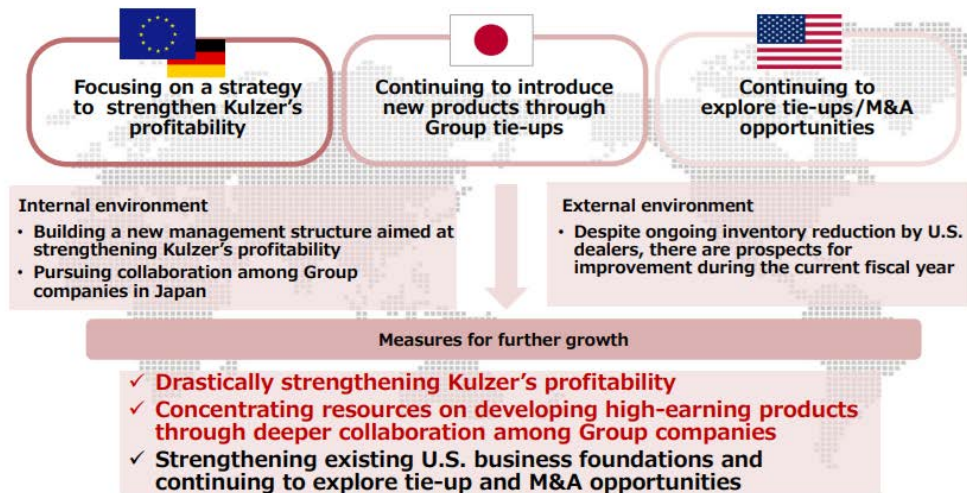 Focusing on a strategy
to strengthen Kulzer's
profitability
Continuing to introduce
new products through
Group tie-ups
Continuing to
explore tie-ups/M&A
opportunities
Internal environment
• Building a new management structure aimed at
strengthening Kulzer's profitability
• Pursuing collaboration among Group
companies in Japan
External environment
• Despite ongoing inventory reduction by U.S.
dealers, there are prospects for
improvement during the current fiscal year
Measures for further growth
✓ Drastically strengthening Kulzer's profitability
✓ Concentrating resources on developing high-earning products
through deeper collaboration among Group companies
✓ Strengthening existing U.S. business foundations and
continuing to explore tie-up and M&A opportunities